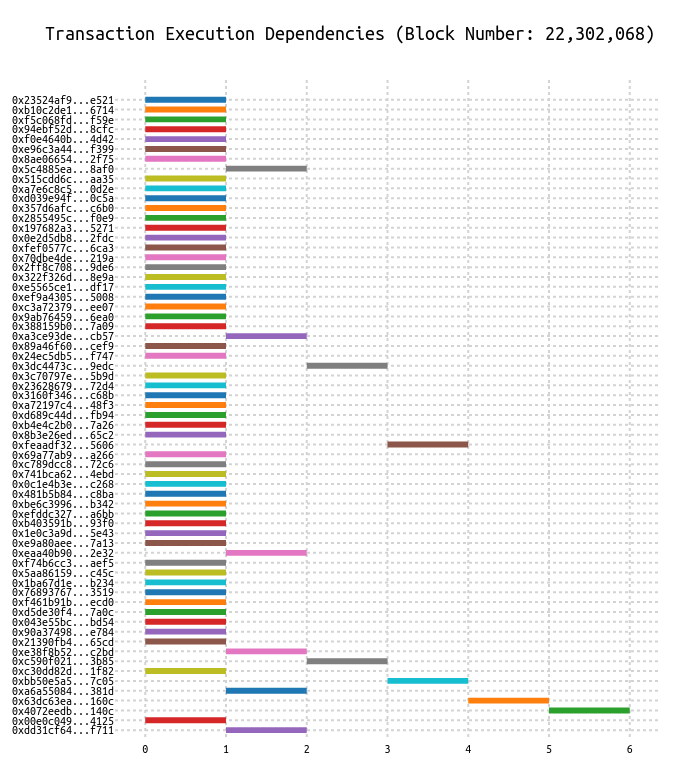 Transaction Execution Dependencies (Block Number: 22,302,068)
0x23524af9...e521
0xb10c2de1...6714
0xf5c068fd...f59e
0x94ebf52d...8cfc
0xf0e4640b...4d42
0xe96c3a44...f399
0x8ae06654...2f75
0x5c4885ea...8af0
0x515cdd6c...aa35
0xa7e6c8c5...0d2e
0xd039e94f...0c5a
0x357d6afc...c6b0
0x2855495c...f0e9
0x197682a3...5271
0x0e2d5db8...2fdc
0xfef0577c...6ca3
0x70dbe4de...219a
0x2ff8c708...9de6
0x322f326d...8e9a
0xe5565ce1...df17
0xef9a4305...5008
0xc3a72379...ee07
0x9ab76459...6ea0
0x388159b0...7a09
0xa3ce93de...cb57
0x89a46f60...cef9
0x24ec5db5...f747
0x3dc4473c...9edc
0x3c70797e...5b9d
0x23628679...72d4
0x3160f346...c68b
0xa72197c4...48f3
0xd689c44d...fb94
0xb4e4c2b0...7a26
0x8b3e26ed...65c2
0xfeaadf32...5606
0x69a77ab9...a266
0xc789dcc8...72c6
0x741bca62...4ebd
0x0c1e4b3e...c268
0x481b5b84...c8ba
0xbe6c3996...b342
0xefddc327...a6bb
0xb403591b...93f0
0x1e0c3a9d...5e43
0xe9a80aee...7a13
0xeaa40b90...2e32
0xf74b6cc3...aef5
0x5aa86159...c45c
0x1ba67d1e...b234
0x76893767...3519
0xf461b91b...ecd0
0xd5de30f4...7a0c
0x043e55bc...bd54
0x90a37498...e784
0x21390fb4...65cd
0xe38f8b52...c2bd
0xc590f021...3b85
0xc30dd82d...1f82
0xbb50e5a5...7c05
0xa6a55084...381d
0x63dc63ea...160c
0x4072eedb...140c
0x00e0c049...4125
0xdd31cf64...f711
0 1 2 3 4 5 6